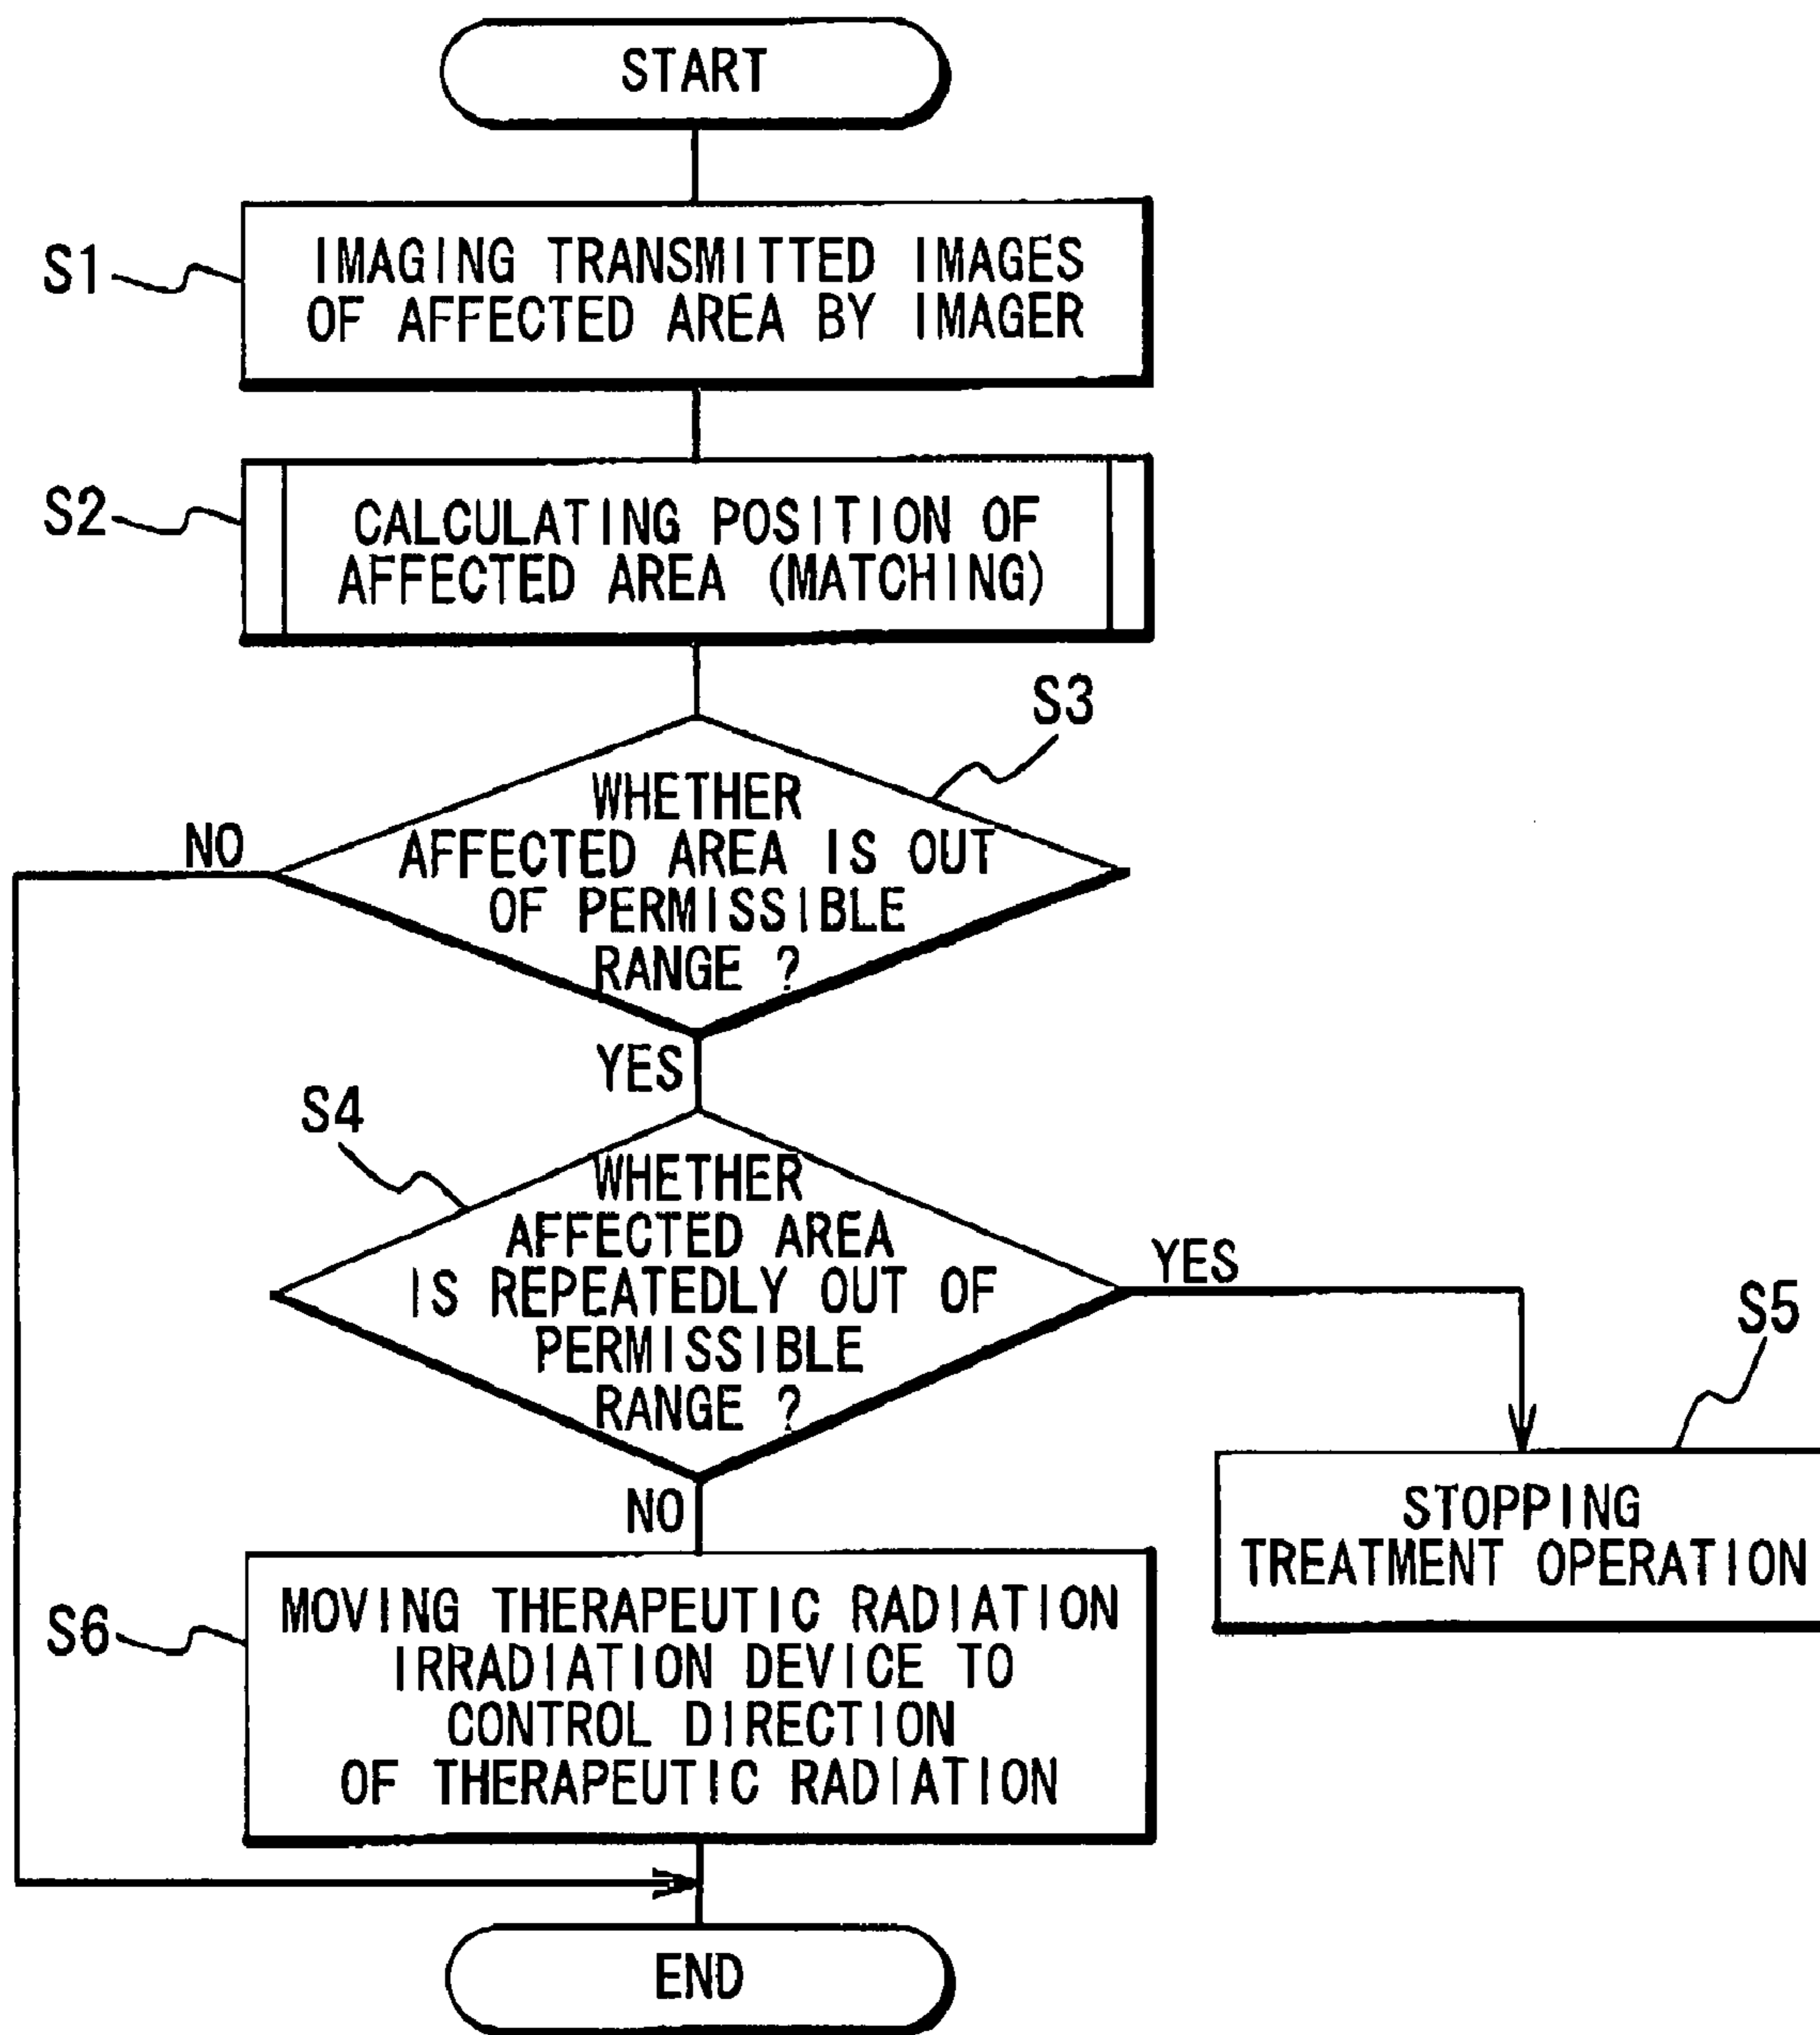 START
S1
IMAGING TRANSMITTED IMAGES
OF AFFECTED AREA BY IMAGER
S2
CALCULATING POSITION OF
AFFECTED AREA (MATCHING)
S3
WHETHER
AFFECTED AREA IS OUT
OF PERMISSIBLE
RANGE ?
NO
YES
S4
WHETHER
AFFECTED AREA
IS REPEATEDLY OUT OF
PERMISSIBLE
RANGE ?
YES
S5
STOPPING
TREATMENT OPERATION
NO
S6
MOVING THERAPEUTIC RADIATION
IRRADIATION DEVICE TO
CONTROL DIRECTION
OF THERAPEUTIC RADIATION
END